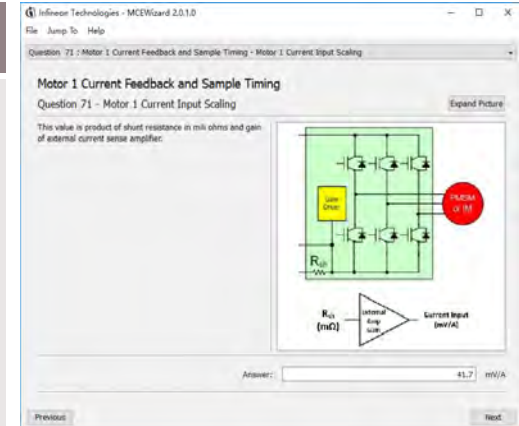 Infineon Technologies - MCEWizard 2.0.1.0
File Jump To Help
Question 71 : Motor 1 Current Feedback and Sample Timing - Motor 1 Current Input Scaling
Motor 1 Current Feedback and Sample Timing
Question 71 - Motor 1 Current Input Scaling
Expand Picture
This value is product of shunt resistance in mili ohms and gain
of external current sense amplifier.
Gate
Driver
PMSM
or IM
Rsh
Rsh
(mΩ)
External
Amp
Gain
Current Input
(mV/A)
Answer:
41.7 mV/A
Previous
Next